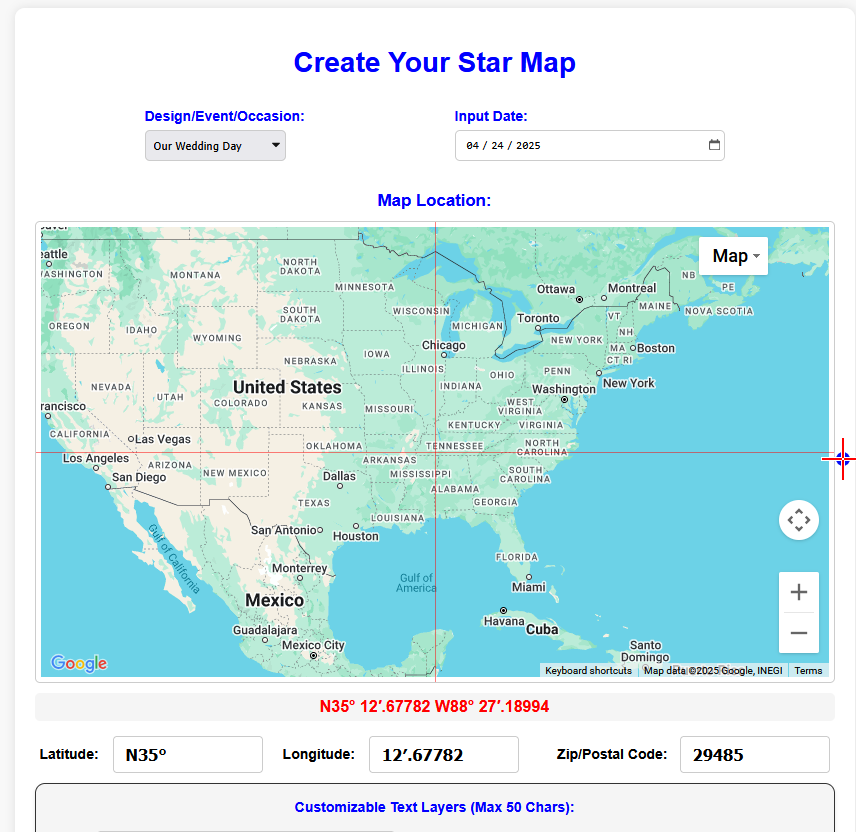 Create Your Star Map
Design/Event/Occasion:
Input Date:
Our Wedding Day
04 / 24 / 2025
Map Location:
Map
NORTH DAKOTA
MONTANA
MINNESOTA
Ottawa
Montreal
NB
PE
MAINE
NOVA SCOTIA
SOUTH DAKOTA
WISCONSIN
MICHIGAN
Toronto
VT
NH
OREGON
IDAHO
WYOMING
Chicago
NEW YORK
MA
Boston
CT RI
IOWA
NEBRASKA
ILLINOIS
OHIO
PENN
New York
NEVADA
UTAH
United States
COLORADO
KANSAS
MISSOURI
INDIANA
Washington
WEST VIRGINIA
KENTUCKY
VIRGINIA
CALIFORNIA
Las Vegas
OKLAHOMA
TENNESSEE
NORTH CAROLINA
Los Angeles
ARIZONA
NEW MEXICO
ARKANSAS
San Diego
Dallas
MISSISSIPPI
SOUTH CAROLINA
ALABAMA
TEXAS
GEORGIA
LOUISIANA
San Antonio
Houston
Gulf of California
FLORIDA
Monterrey
Gulf of
America
Miami
Mexico
Havana
Cuba
Guadalajara
Mexico City
Santo
Domingo
Google
Keyboard shortcuts
Map data ©2025 Google, INEGI
Terms
N35° 12′.67782 W88° 27′.18994
Latitude: N35°
Longitude: 12′.67782
Zip/Postal Code: 29485
Customizable Text Layers (Max 50 Chars):